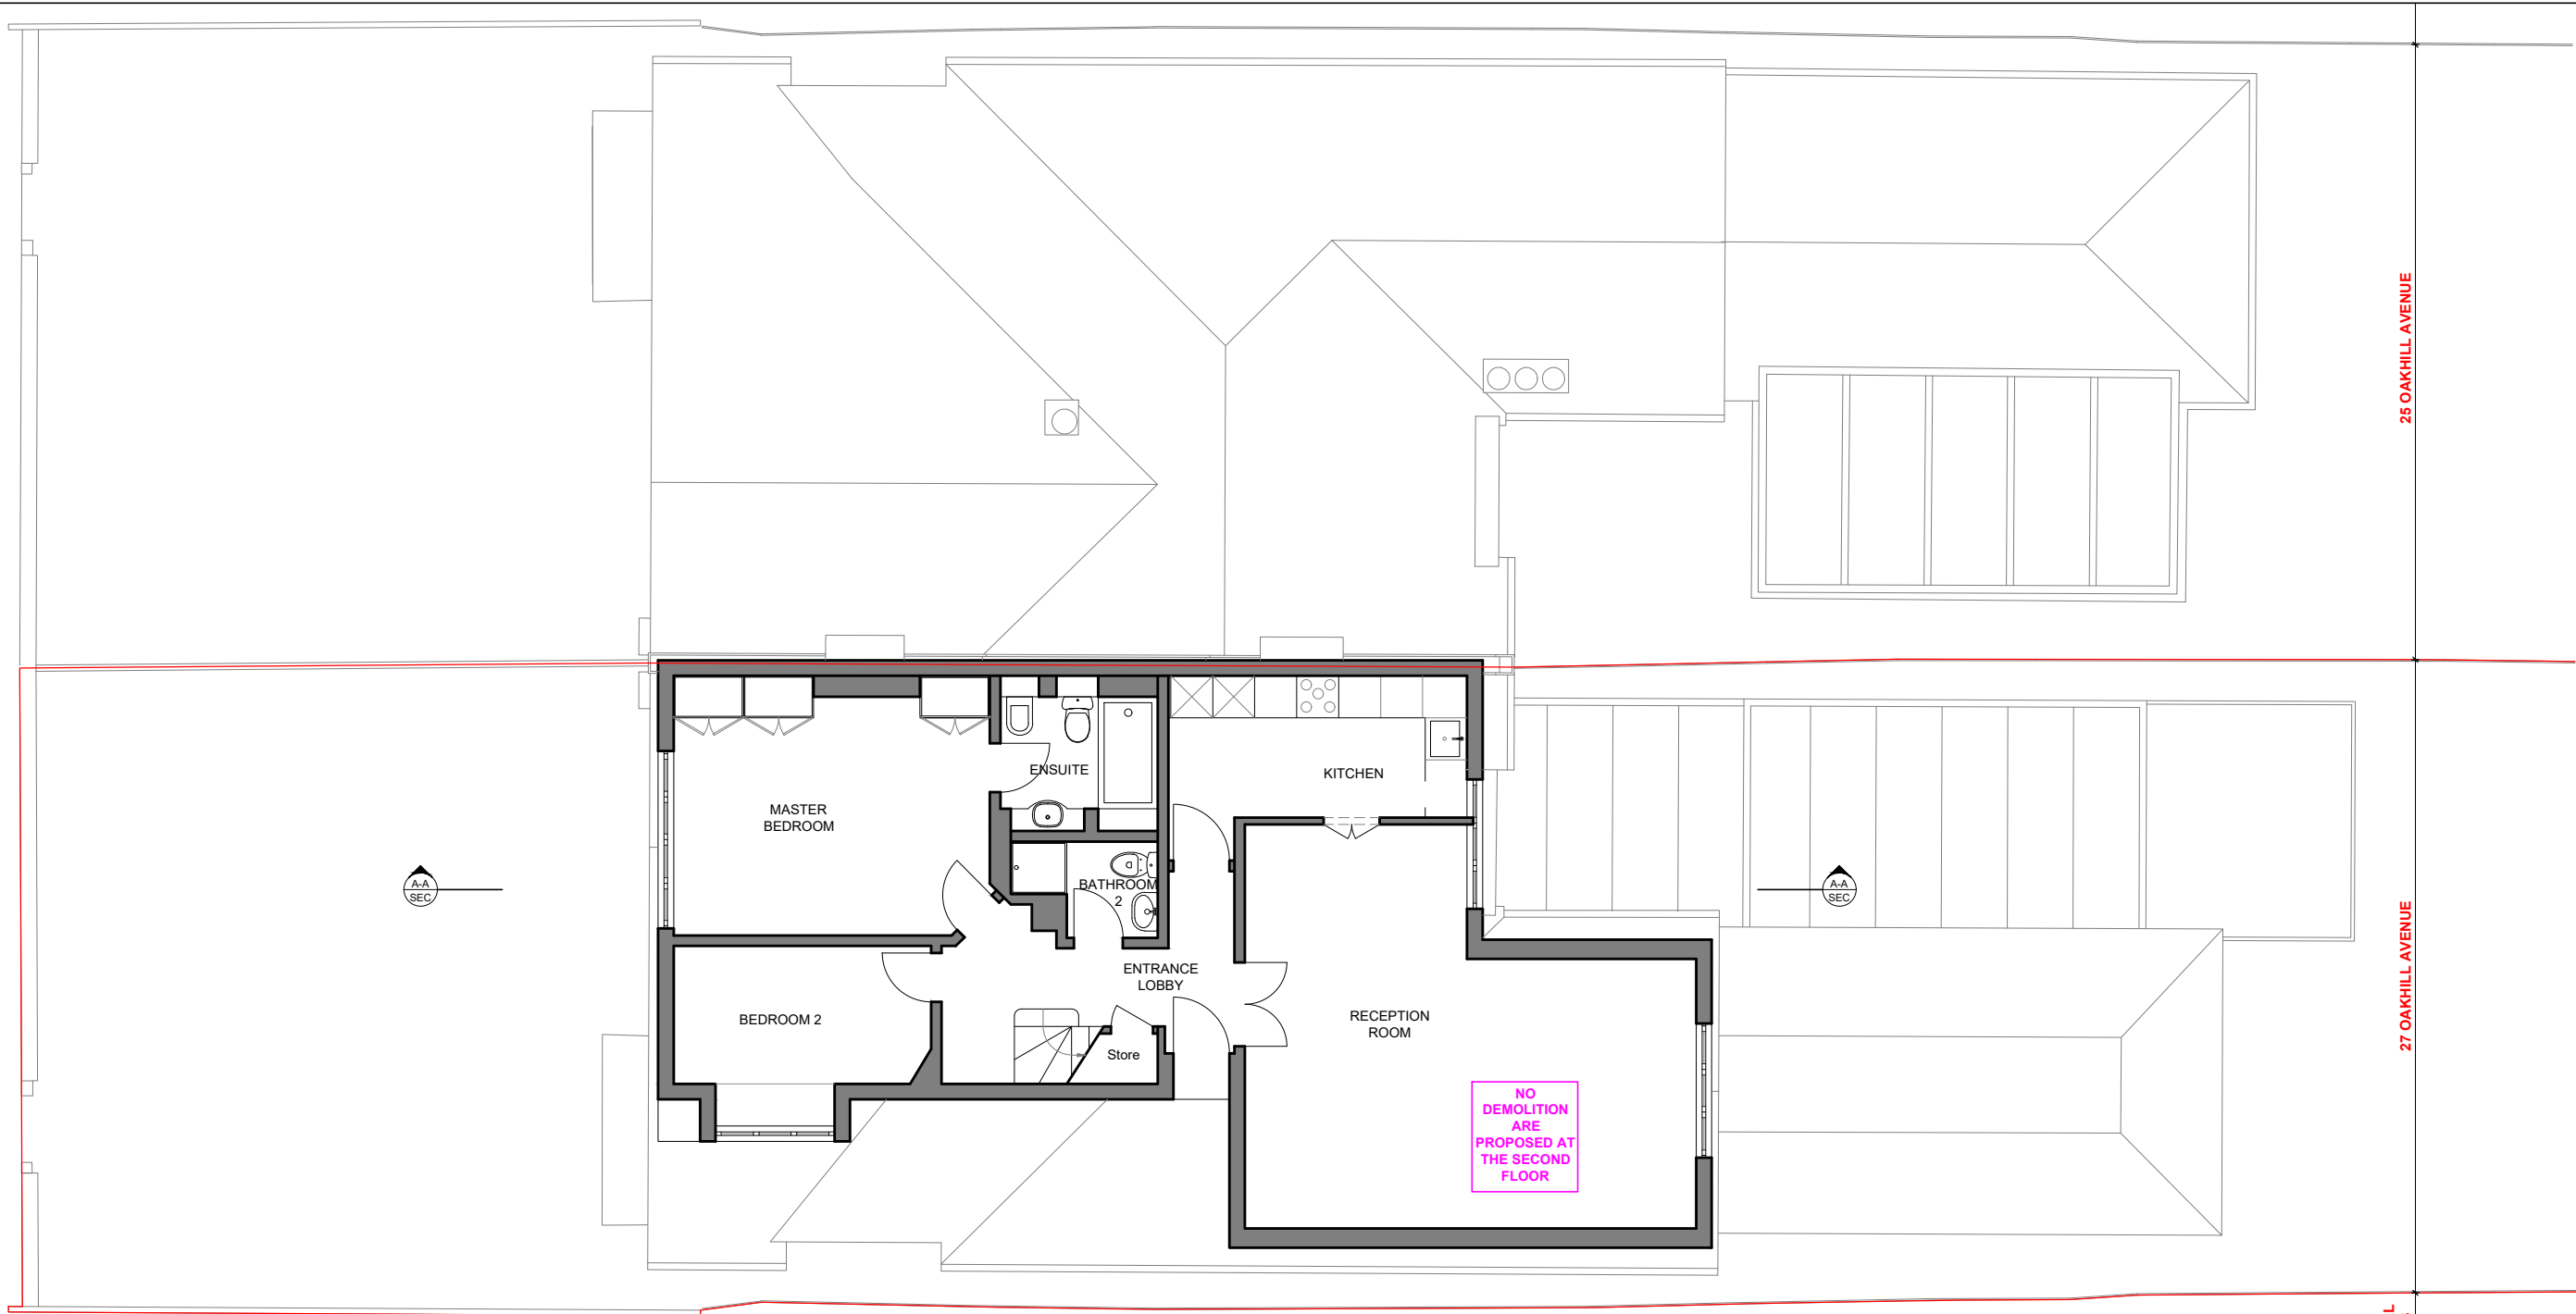 25 OAKHILL AVENUE
ENSUITE
KITCHEN
MASTER
BEDROOM
A-A
SEC
BATHROOM
2
A-A
SEC
27 OAKHILL AVENUE
ENTRANCE
LOBBY
BEDROOM 2
RECEPTION
ROOM
Store
NO
DEMOLITION
ARE
PROPOSED AT
THE SECOND
FLOOR